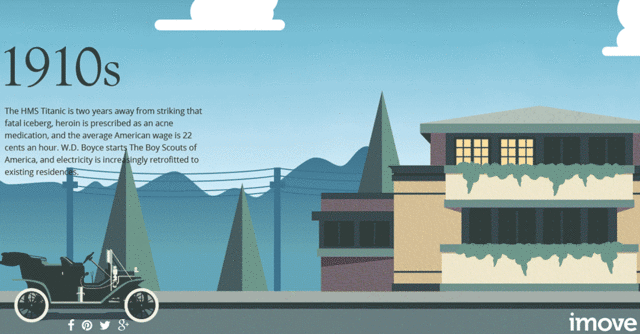 1910s
The HMS Titanic is two years away from striking that
fatal iceberg, heroin is prescribed as an acne
medication, and the average American wage is 22
cents an hour. W.D. Boyce starts The Boy Scouts of
America, and electricity is increasingly retrofitted to
existing residences.
imove